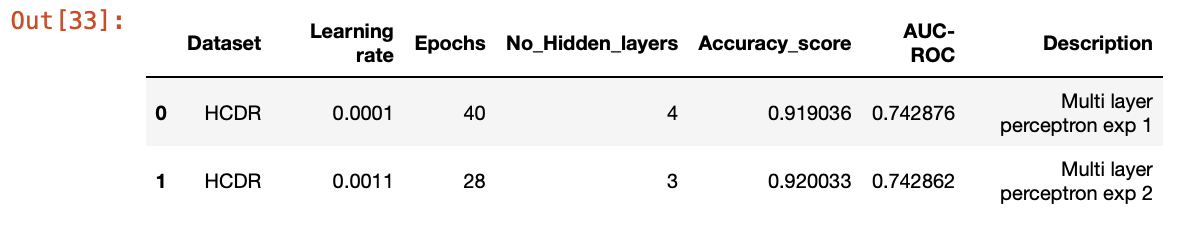 Out[33]:
Dataset Learning rate Epochs No_Hidden_layers Accuracy_score AUC-ROC Description
0 HCDR 0.0001 40 4 0.919036 0.742876 Multi layer perceptron exp 1
1 HCDR 0.0011 28 3 0.920033 0.742862 Multi layer perceptron exp 2